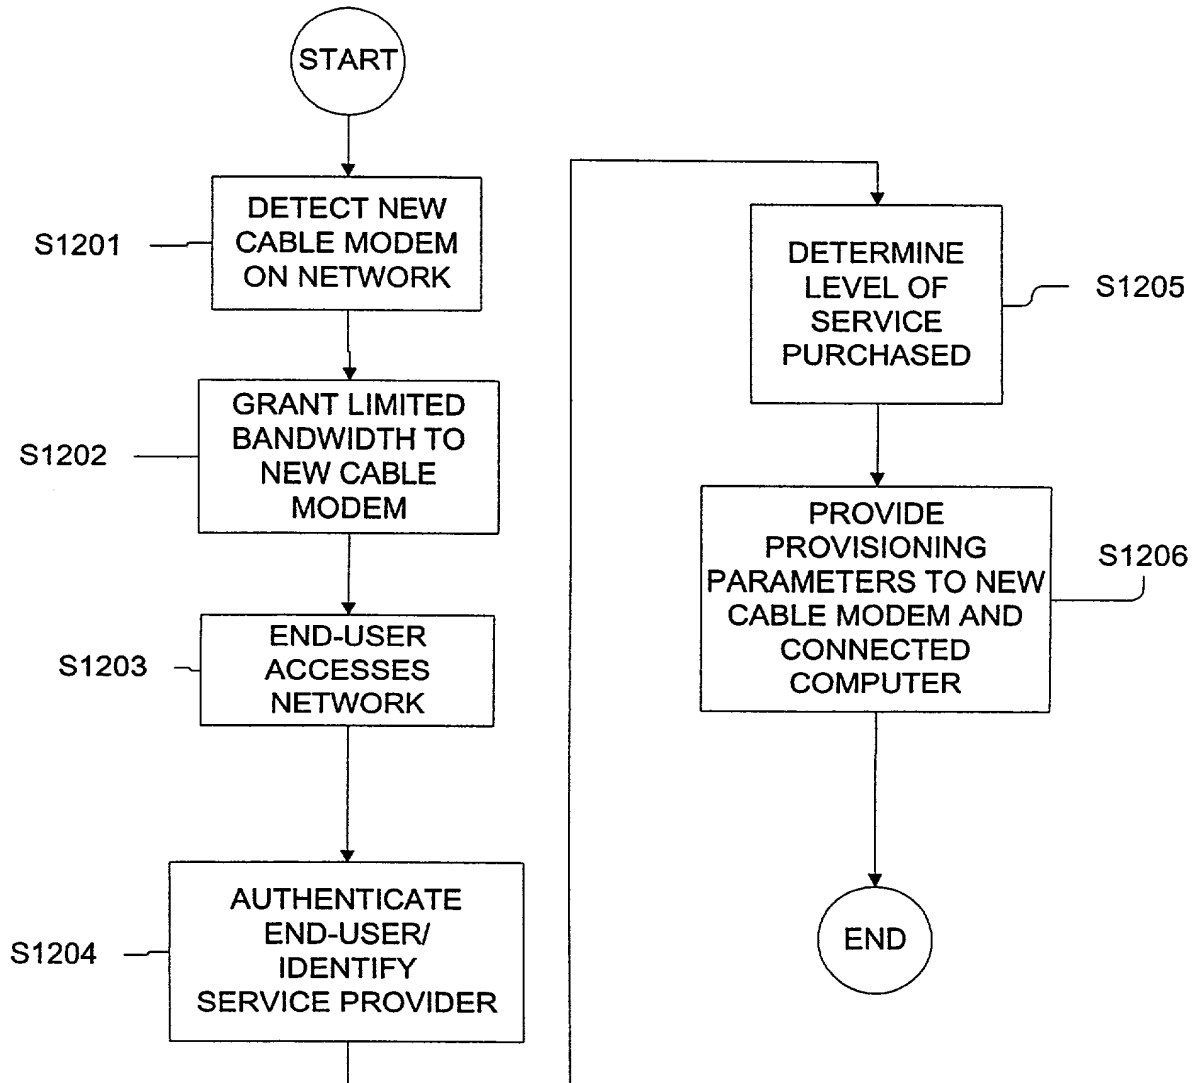 START
S1201
DETECT NEW
CABLE MODEM
ON NETWORK
S1202
GRANT LIMITED
BANDWIDTH TO
NEW CABLE
MODEM
S1203
END-USER
ACCESSES
NETWORK
S1204
AUTHENTICATE
END-USER/
IDENTIFY
SERVICE PROVIDER
DETERMINE
LEVEL OF
SERVICE
PURCHASED
S1205
PROVIDE
PROVISIONING
PARAMETERS TO NEW
CABLE MODEM AND
CONNECTED
COMPUTER
S1206
END